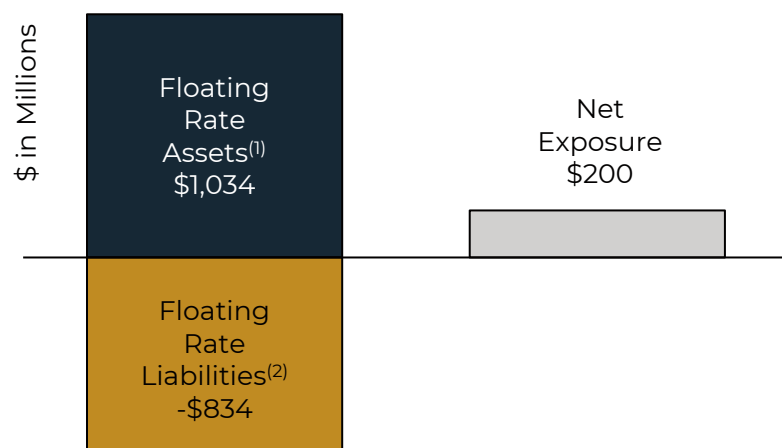 $ in Millions
Floating
Rate
Assets(1)
$1,034
Net
Exposure
$200
Floating
Rate
Liabilities(2)
-$834